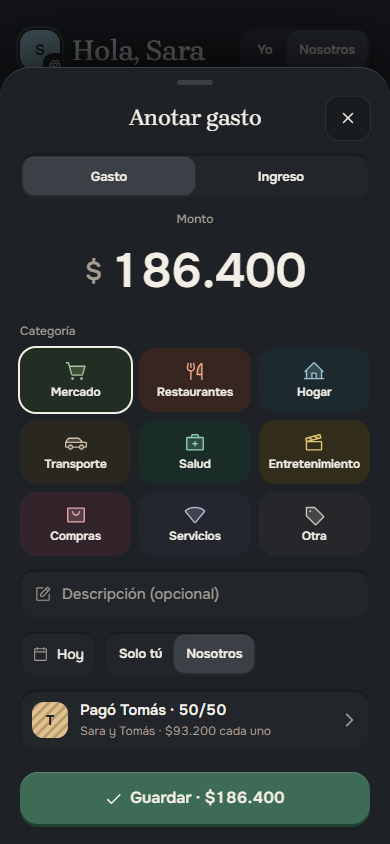 S
Hola, Sara
Yo
Nosotros
Anotar gasto
Gasto
Ingreso
Monto
$ 186.400
Categoría
Mercado
Restaurantes
Hogar
Transporte
Salud
Entretenimiento
Compras
Servicios
Otra
Descripción (opcional)
Hoy
Solo tú
Nosotros
T
Pagó Tomás · 50/50
Sara y Tomás · $93.200 cada uno
Guardar · $186.400